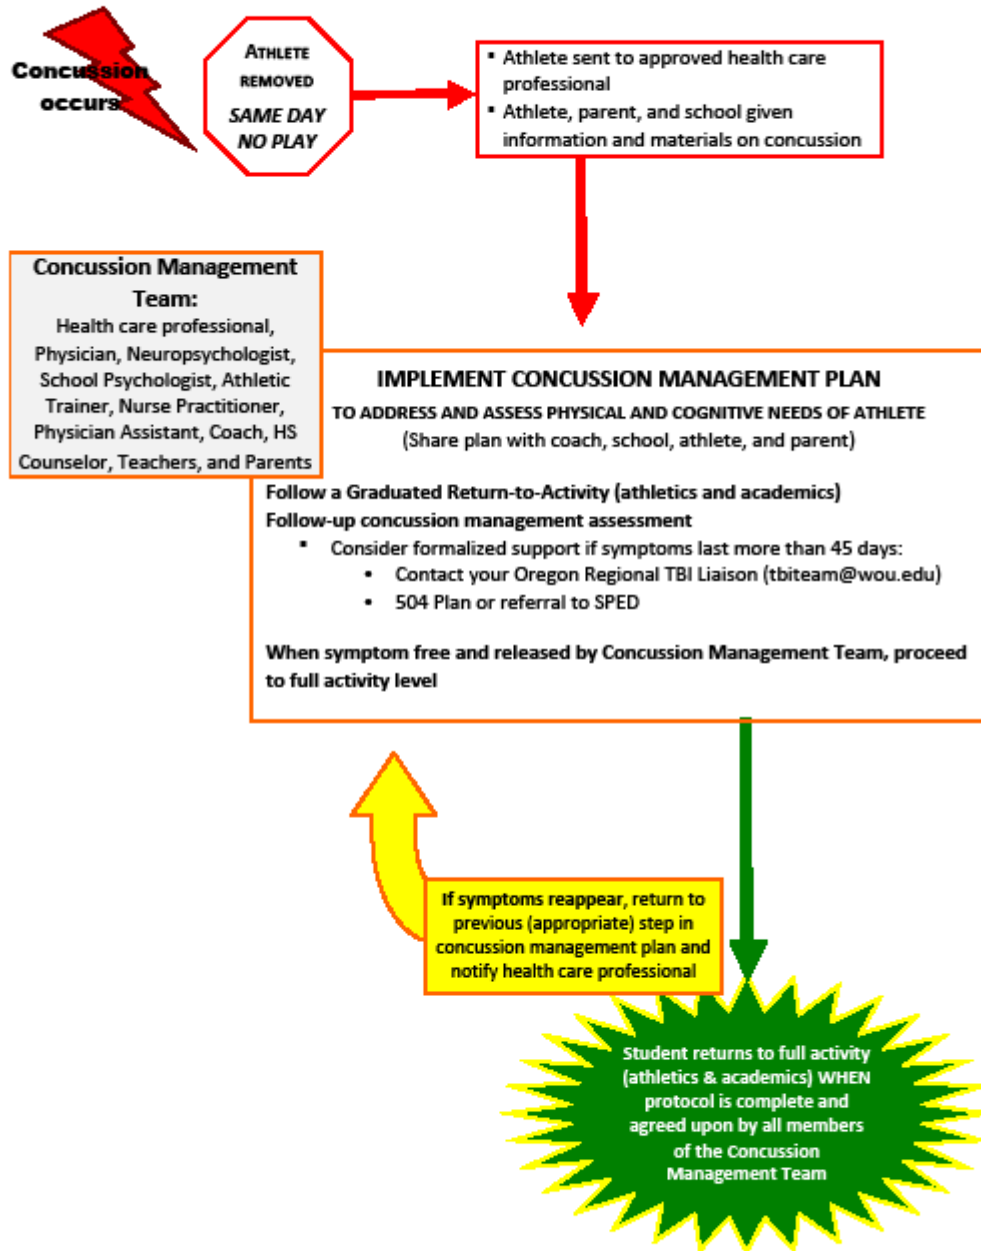 Concussion
occurs
ATHLETE
REMOVED
SAME DAY
NO PLAY
▪ Athlete sent to approved health care
professional
▪ Athlete, parent, and school given
information and materials on concussion
Concussion Management
Team:
Health care professional,
Physician, Neuropsychologist,
School Psychologist, Athletic
Trainer, Nurse Practitioner,
Physician Assistant, Coach, HS
Counselor, Teachers, and Parents
IMPLEMENT CONCUSSION MANAGEMENT PLAN
TO ADDRESS AND ASSESS PHYSICAL AND COGNITIVE NEEDS OF ATHLETE
(Share plan with coach, school, athlete, and parent)
Follow a Graduated Return-to-Activity (athletics and academics)
Follow-up concussion management assessment
▪ Consider formalized support if symptoms last more than 45 days:
• Contact your Oregon Regional TBI Liaison (tbiteam@wou.edu)
• 504 Plan or referral to SPED
When symptom free and released by Concussion Management Team, proceed
to full activity level
If symptoms reappear, return to
previous (appropriate) step in
concussion management plan and
notify health care professional
Student returns to full activity
(athletics & academics) WHEN
protocol is complete and
agreed upon by all members
of the Concussion
Management Team